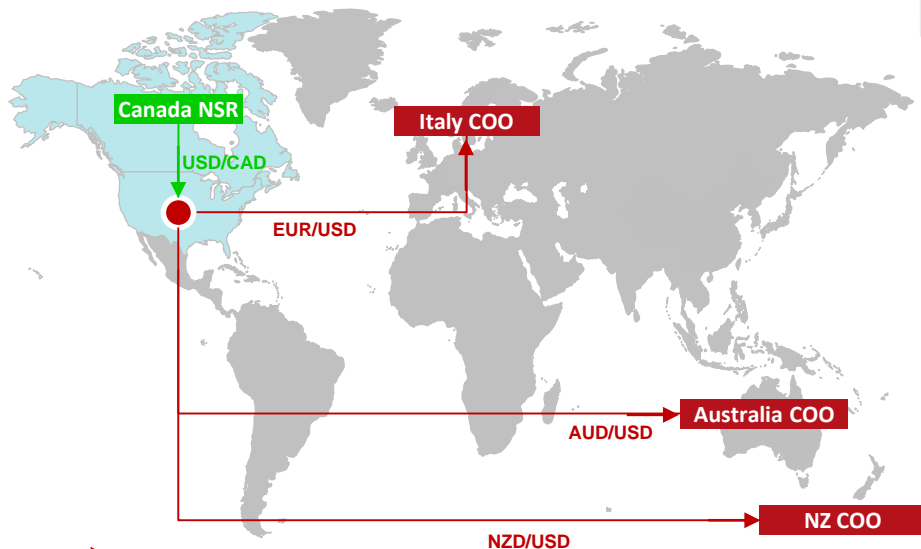 Canada NSR
Italy COO
USD/CAD
EUR/USD
Australia COO
AUD/USD
NZ COO
NZD/USD